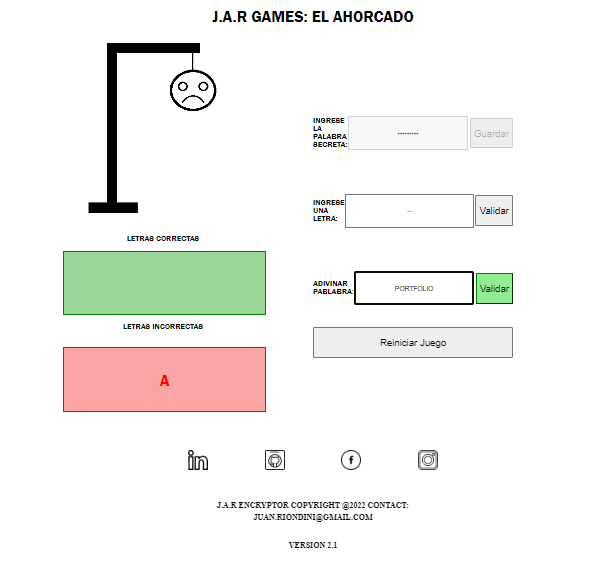 J.A.R GAMES: EL AHORCADO
INGRESE
LA
PALABRA
SECRETA:
•••••••••
Guardar
INGRESE
UNA
LETRA:
Validar
LETRAS CORRECTAS
ADIVINAR
PABLABRA:
PORTFOLIO
Validar
LETRAS INCORRECTAS
Reiniciar Juego
A
in
f
J.A.R ENCRYPTOR COPYRIGHT @2022 CONTACT:
JUAN.RIONDINI@GMAIL.COM
VERSION 2.1